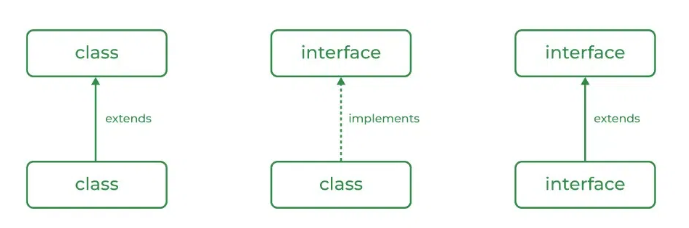 class
interface
interface
extends
implements
extends
class
class
interface